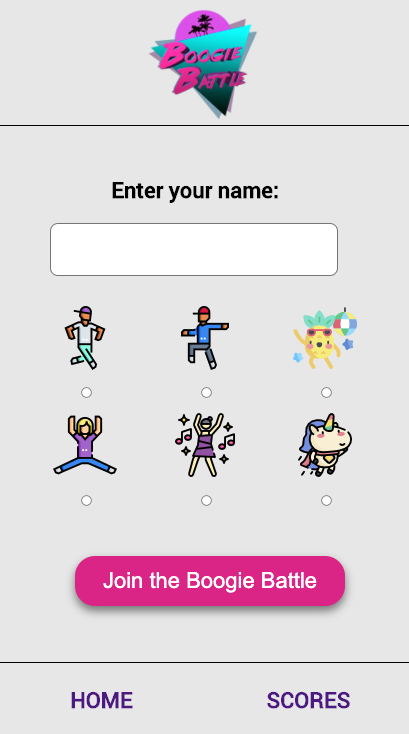 BOOGIE
BATTLE
Enter your name:
Join the Boogie Battle
HOME SCORES